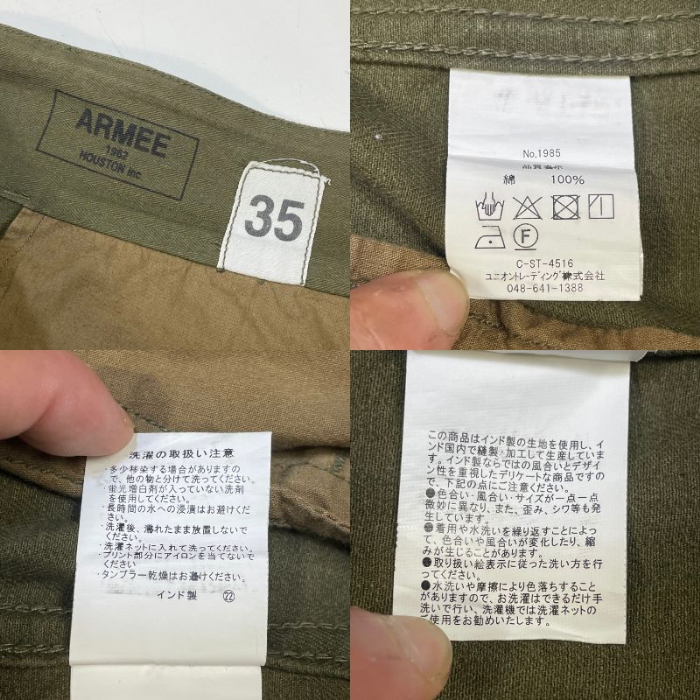 ARMEE
1962
HOUSTON inc
35
No.1985
綿 100%
F
C-ST-4516
ユニオントレーディング株式会社
048-641-1388
洗濯の取扱い注意
・多少移染する場合がありますの
で、他の物と分けて洗ってください。
・蛍光増白剤が入っていない洗剤
を使用してください。
・長時間の水への浸漬はお避けくだ
さい。
・洗濯後、濡れたまま放置しないで
ください。
・洗濯ネットに入れて洗ってください。
・プリント部分にアイロンを当てないで
ください
・タンブラー乾燥はお避けください。
インド製 22
この商品はインド製の生地を使用し、イ
ンド国内で縫製・加工して生産していま
す。インド製ならではの風合いとデザイ
ン性を重視したデリケートな商品ですの
で、下記の点にご注意ください。
●色合い・風合い・サイズが一点一点
微妙に異なり、また、歪み、シワ等も発
生しています。
●着用や水洗いを繰り返すことによっ
て、色合いや風合いが変化したり、縮
みが生じることがあります。
●取り扱い絵表示に従った洗い方を行
ってください。
●水洗いや摩擦により色落ちすること
がありますので、お洗濯はできるだけ手
洗いで行い、洗濯機では洗濯ネットの
ご使用をお勧めいたします。